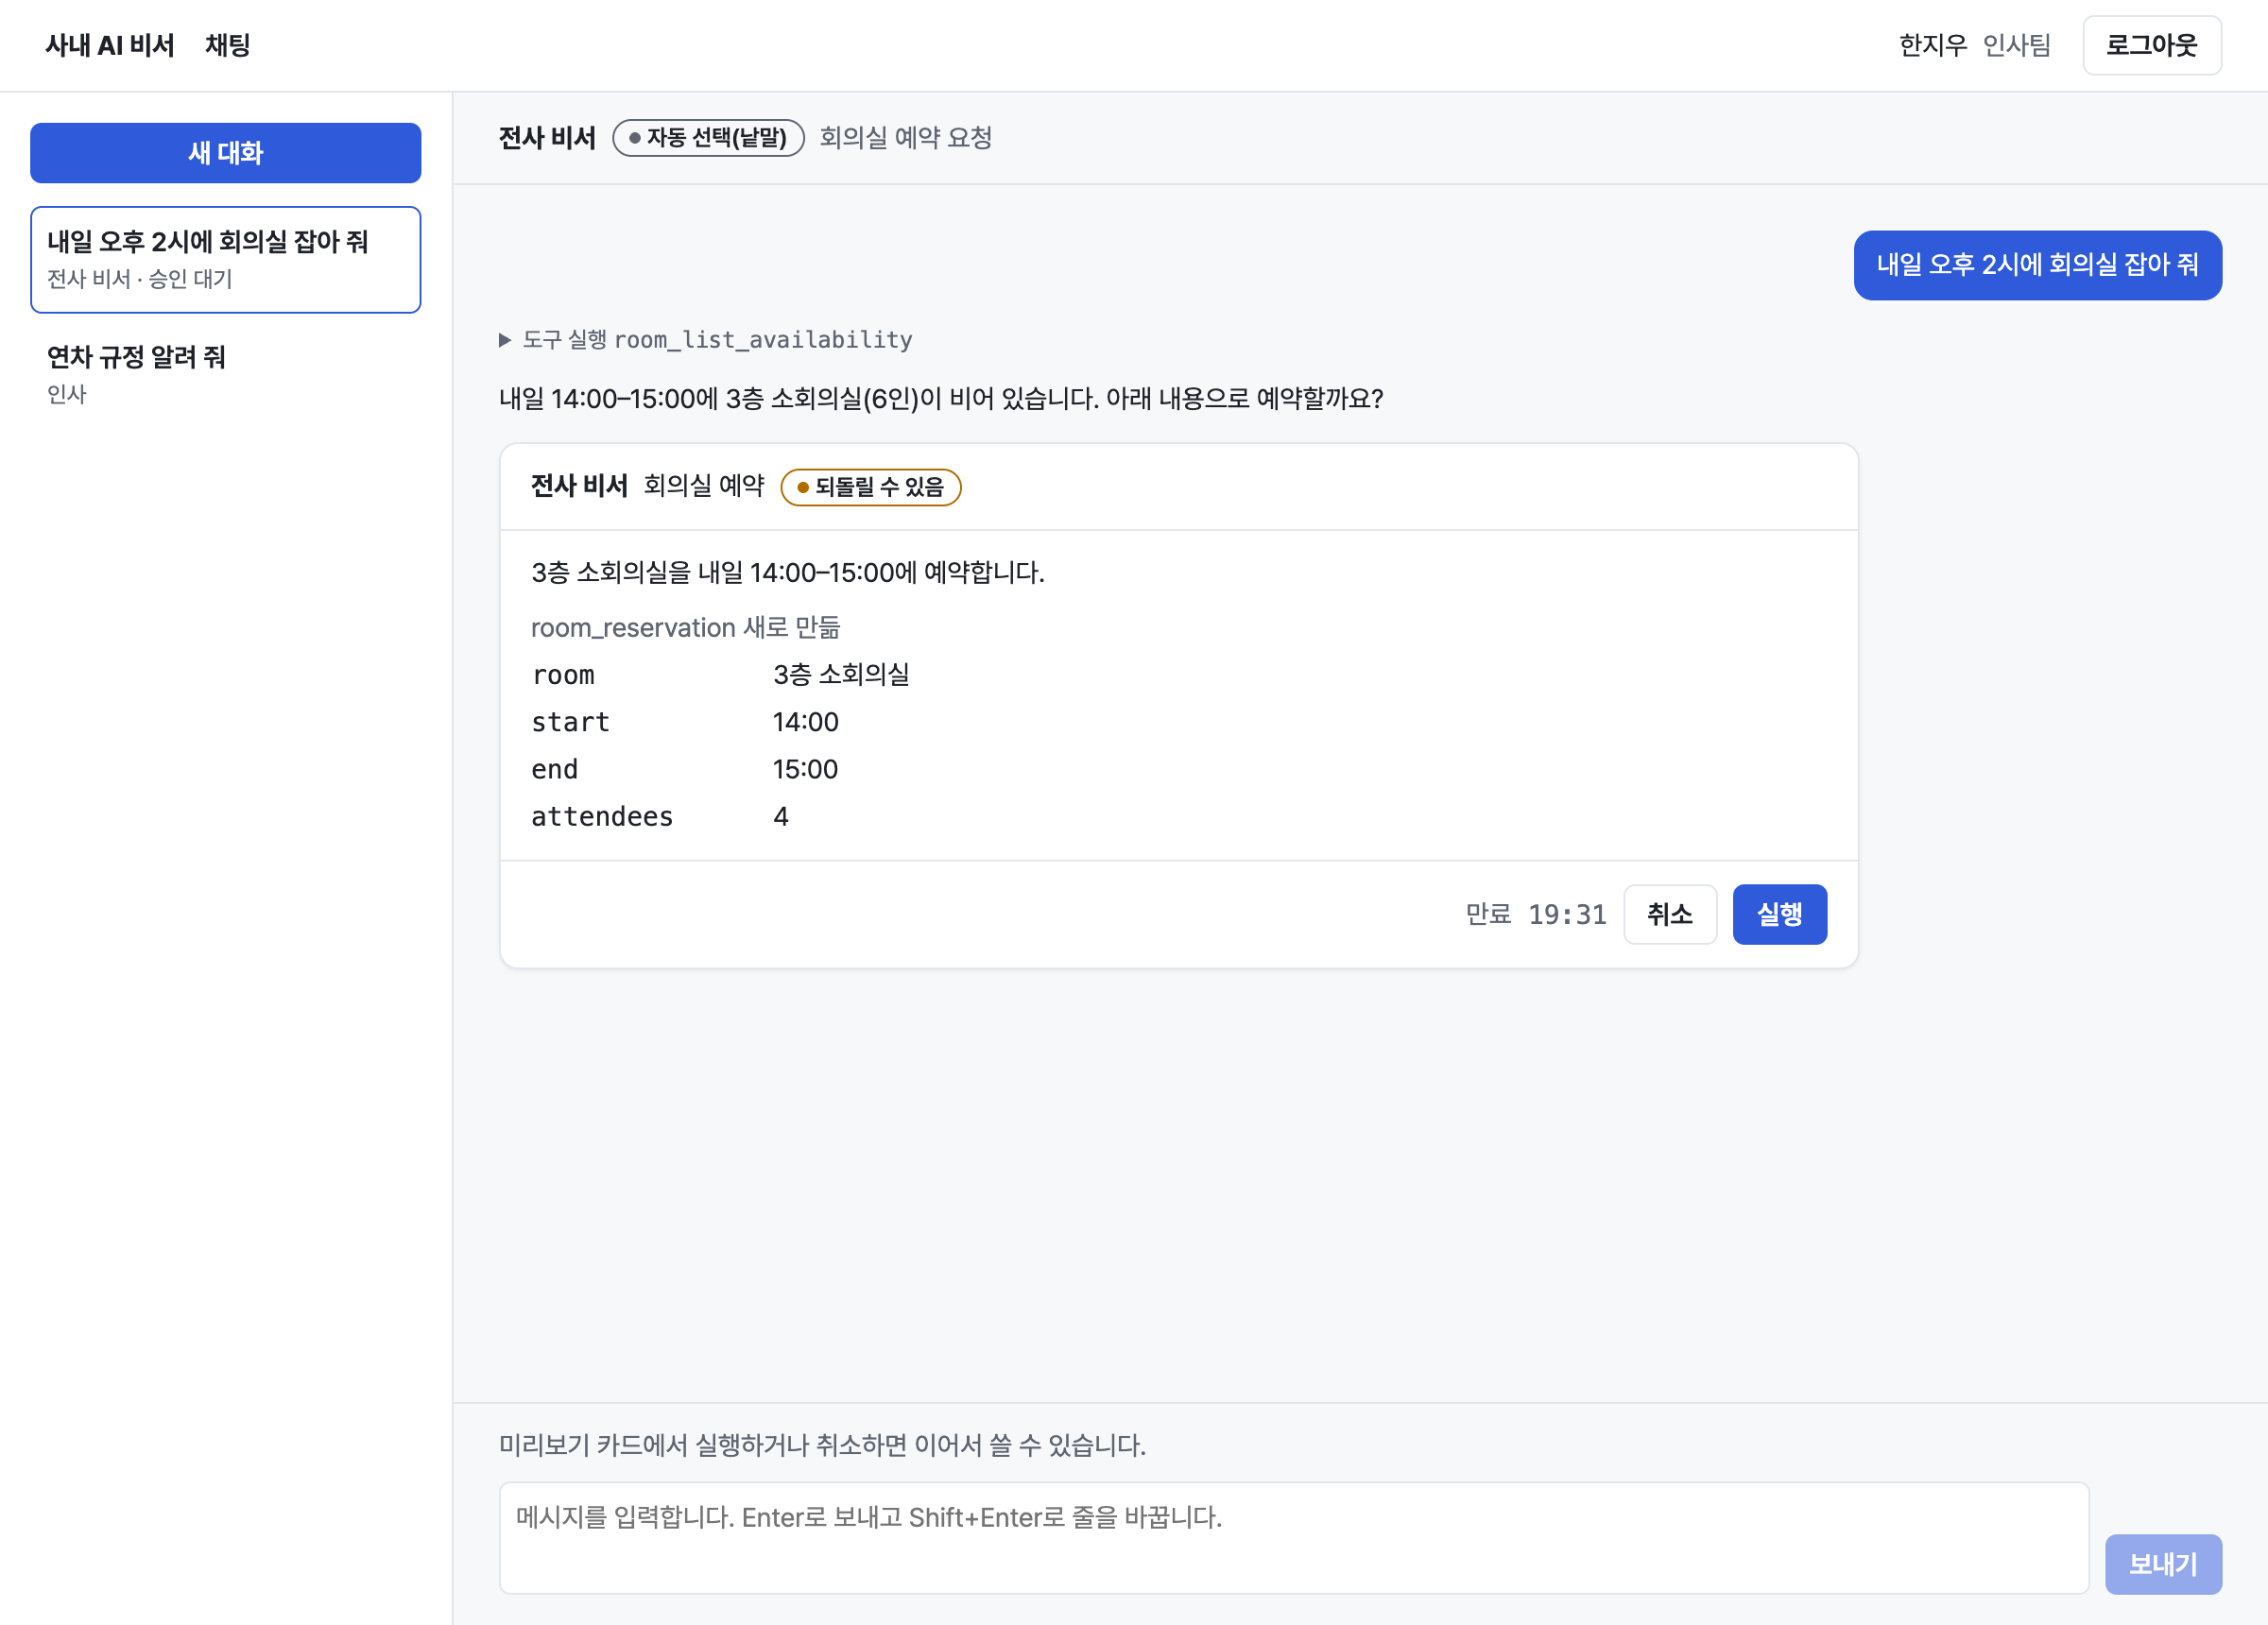 사내 AI 비서 채팅 한지우 인사팀 로그아웃
새 대화
내일 오후 2시에 회의실 잡아 줘
전사 비서 · 승인 대기
연차 규정 알려 줘
인사
전사 비서 자동 선택(낱말) 회의실 예약 요청
내일 오후 2시에 회의실 잡아 줘
도구 실행 room_list_availability
내일 14:00–15:00에 3층 소회의실(6인)이 비어 있습니다. 아래 내용으로 예약할까요?
전사 비서 회의실 예약 되돌릴 수 있음
3층 소회의실을 내일 14:00–15:00에 예약합니다.
room_reservation 새로 만듦
room 3층 소회의실
start 14:00
end 15:00
attendees 4
만료 19:31 취소 실행
미리보기 카드에서 실행하거나 취소하면 이어서 쓸 수 있습니다.
메시지를 입력합니다. Enter로 보내고 Shift+Enter로 줄을 바꿉니다.
보내기